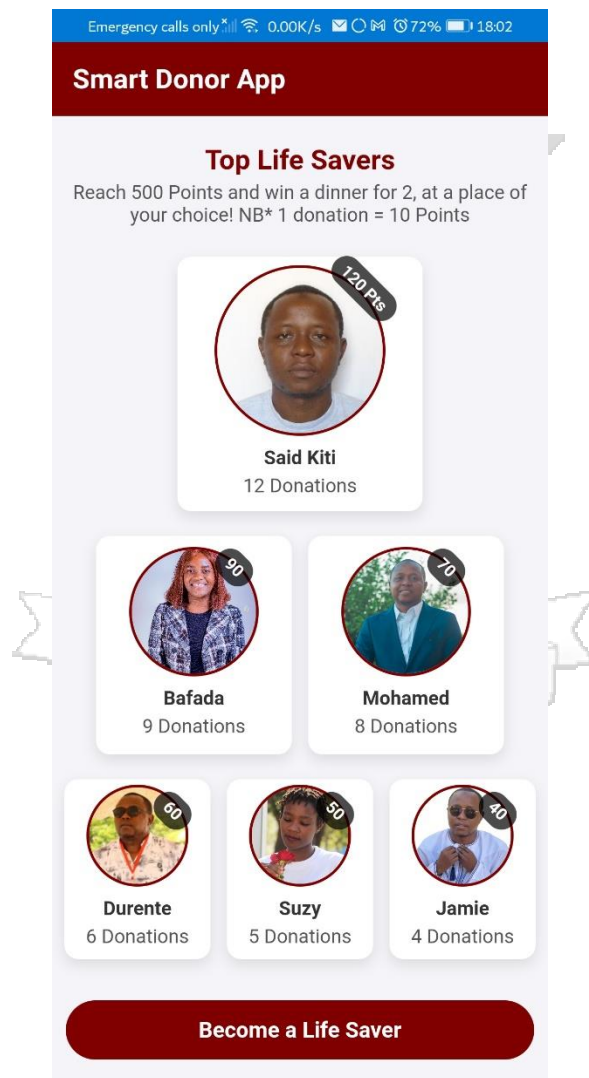 Emergency calls only 0.00K/s 72% 18:02
Smart Donor App
Top Life Savers
Reach 500 Points and win a dinner for 2, at a place of
your choice! NB* 1 donation = 10 Points
120 Pts
Said Kiti
12 Donations
90
70
Bafada
Mohamed
9 Donations
8 Donations
60
50
40
Durente
Suzy
Jamie
6 Donations
5 Donations
4 Donations
Become a Life Saver